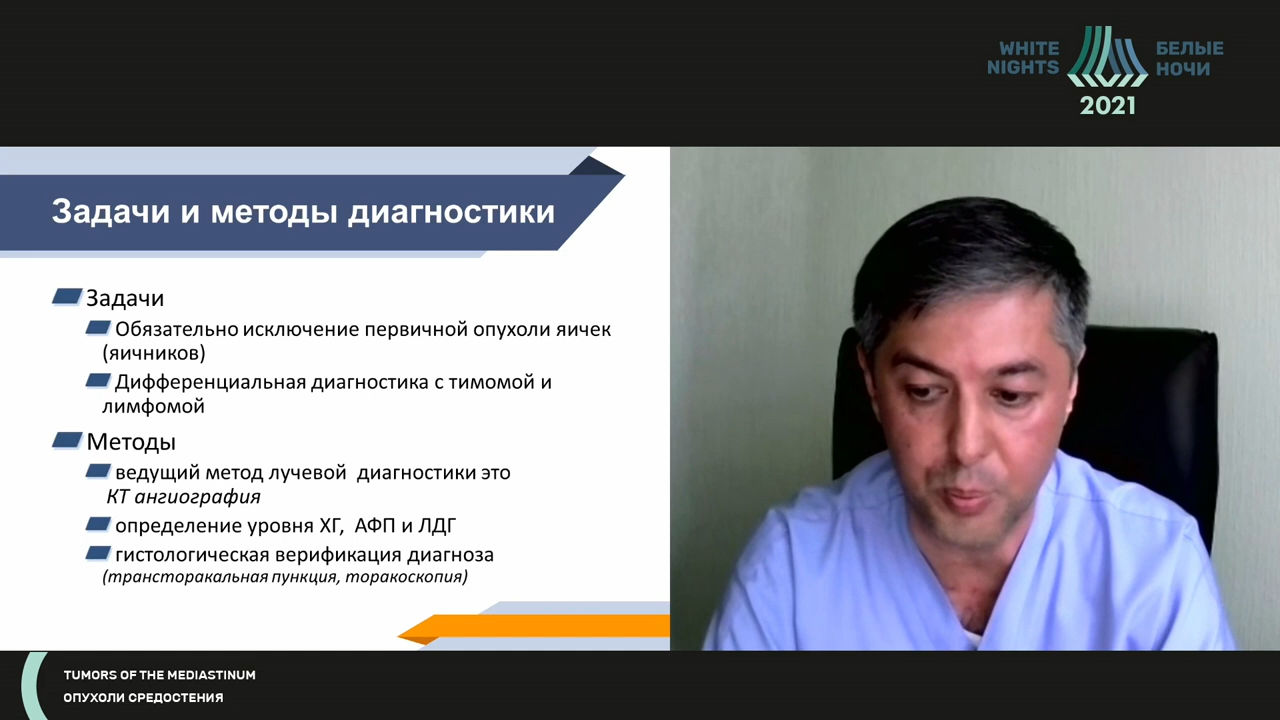 WHITE
NIGHTS
БЕЛЫЕ
НОЧИ
2021
Задачи и методы диагностики
Задачи
Обязательно исключение первичной опухоли яичек
(яичников)
Дифференциальная диагностика с тимомой и
лимфомой
Методы
ведущий метод лучевой диагностики это
КТ ангиография
определение уровня ХГ, АФП и ЛДГ
гистологическая верификация диагноза
(трансторакальная пункция, торакоскопия)
TUMORS OF THE MEDIASTINUM
ОПУХОЛИ СРЕДОСТЕНИЯ